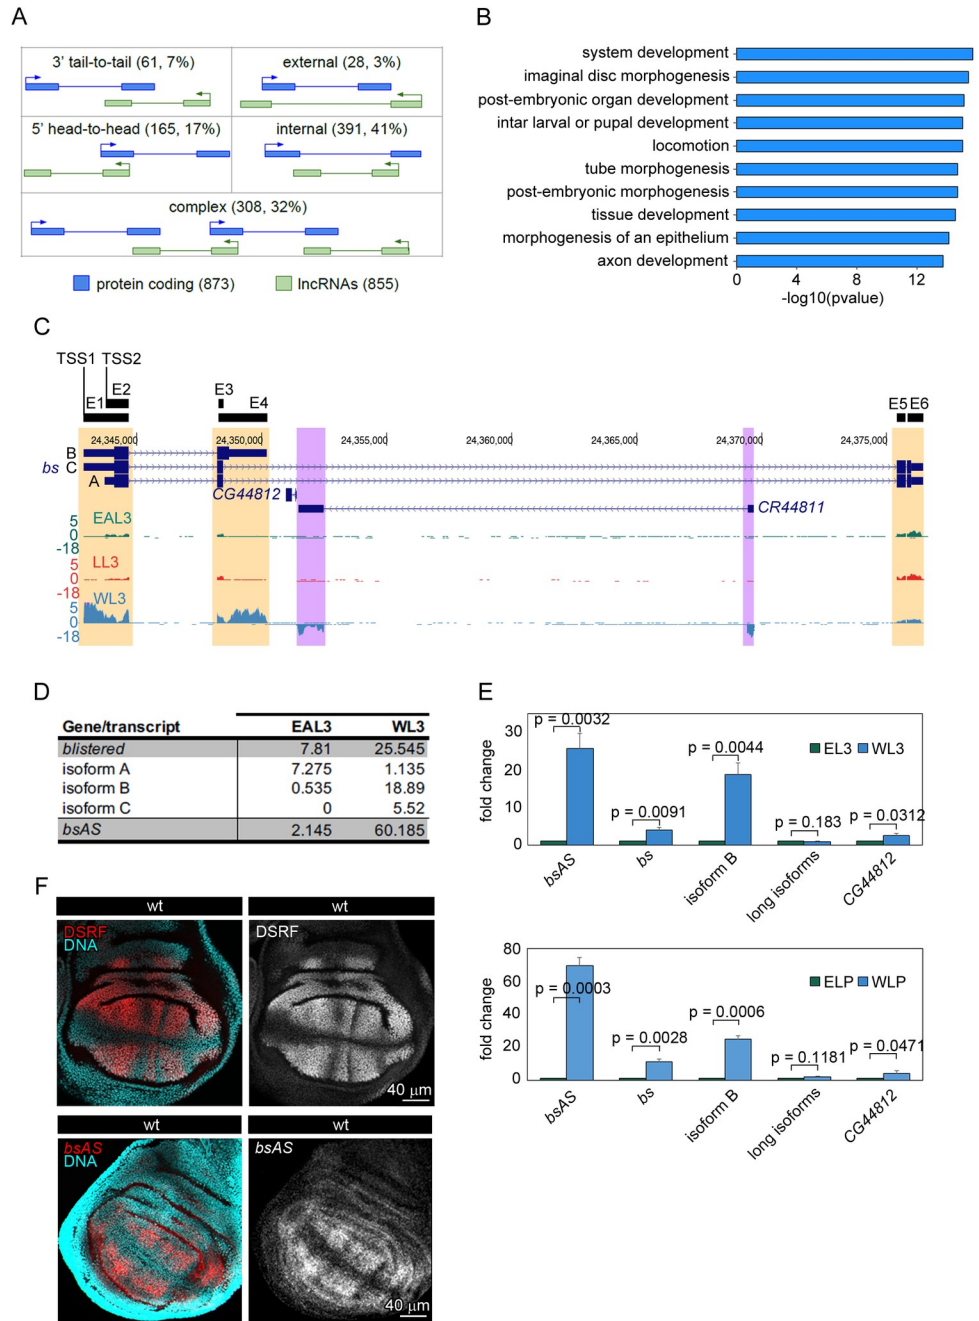 A
3' tail-to-tail (61, 7%)
external (28, 3%)
5' head-to-head (165, 17%)
internal (391, 41%)
complex (308, 32%)
protein coding (873)
lncRNAs (855)
B
system development
imaginal disc morphogenesis
post-embryonic organ development
intar larval or pupal development
locomotion
tube morphogenesis
post-embryonic morphogenesis
tissue development
morphogenesis of an epithelium
axon development
0 4 8 12
-log10(pvalue)
C
TSS1 TSS2
E2 E3
E1 E4 E5 E6
24,345,000 24,350,000 24,355,000 24,360,000 24,365,000 24,370,000 24,375,000
B
bs C
A
CG44812
CR44811
EAL3
5
0
-18
LL3
5
0
-18
WL3
5
0
-18
D
Gene/transcript EAL3 WL3
blistered 7.81 25.545
isoform A 7.275 1.135
isoform B 0.535 18.89
isoform C 0 5.52
bsAS 2.145 60.185
E
fold change
30
20
10
0
p = 0.0032
p = 0.0091
p = 0.0044
p = 0.183
p = 0.0312
EL3 WL3
bsAS
bs
isoform B
long isoforms
CG44812
fold change
80
60
40
20
0
p = 0.0003
p = 0.0028
p = 0.0006
p = 0.1181
p = 0.0471
ELP WLP
bsAS
bs
isoform B
long isoforms
CG44812
F
wt
wt
DSRF
DNA
DSRF
40 µm
wt
wt
bsAS
DNA
bsAS
40 µm